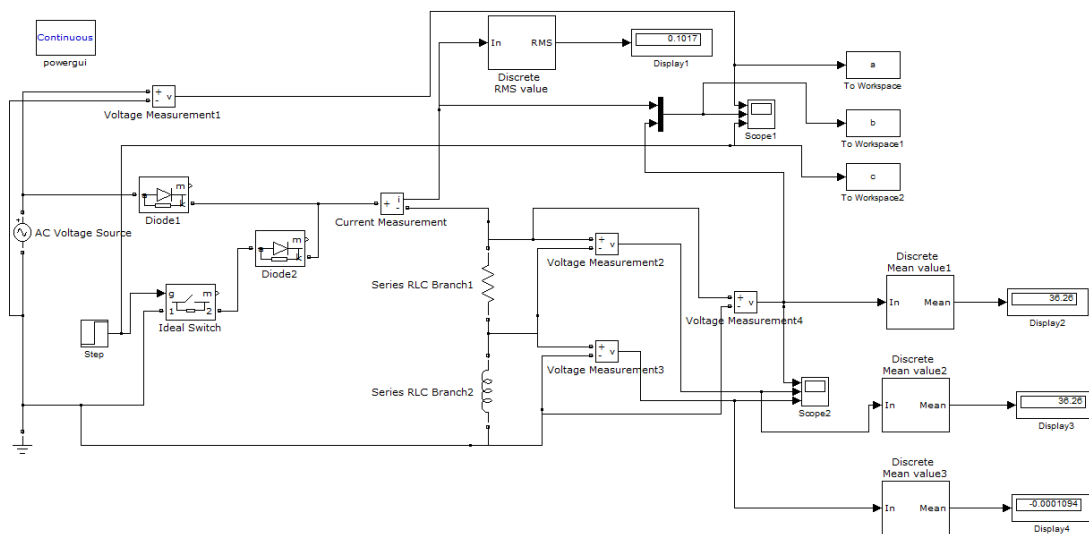 Continuous
powergui
+
-
v
Voltage Measurement1
In
RMS
Discrete
RMS value
0.1017
Display1
a
To Workspace
b
To Workspace1
c
To Workspace2
Scope1
m
k
Diode1
+
i
-
Current Measurement
+
AC Voltage Source
m
k
Diode2
g
m
1
2
Ideal Switch
Step
Series RLC Branch1
Series RLC Branch2
+
-
v
Voltage Measurement2
+
-
v
Voltage Measurement3
+
-
v
Voltage Measurement4
Scope2
Discrete
Mean value1
In
Mean
36.26
Display2
Discrete
Mean value2
In
Mean
36.26
Display3
Discrete
Mean value3
In
Mean
-0.0001094
Display4